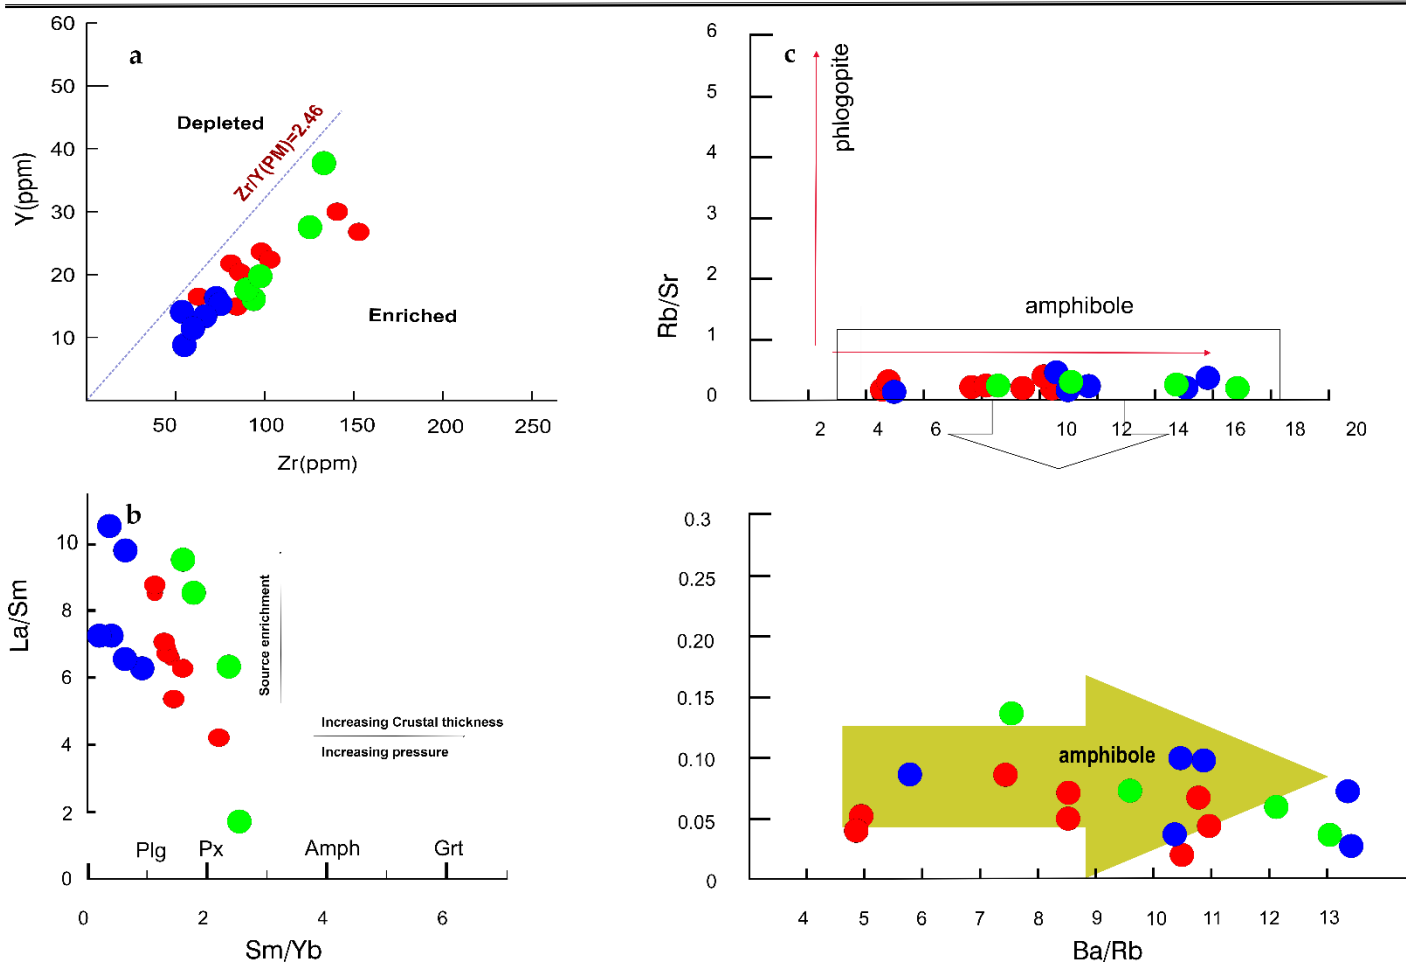 a
60
50
40
30
20
10
Y(ppm)
Depleted
Zr/Y(PM)=2.46
Enriched
50 100 150 200 250
Zr(ppm)
b
10
8
6
4
2
0
La/Sm
Source enrichment
Increasing Crustal thickness
Increasing pressure
Plg Px Amph Grt
0 2 4 6
Sm/Yb
c
6
5
4
3
2
1
0
Rb/Sr
phlogopite
amphibole
2 4 6 10 12 14 16 18 20
0.3
0.25
0.2
0.15
0.10
0.05
0
amphibole
4 5 6 7 8 9 10 11 12 13
Ba/Rb